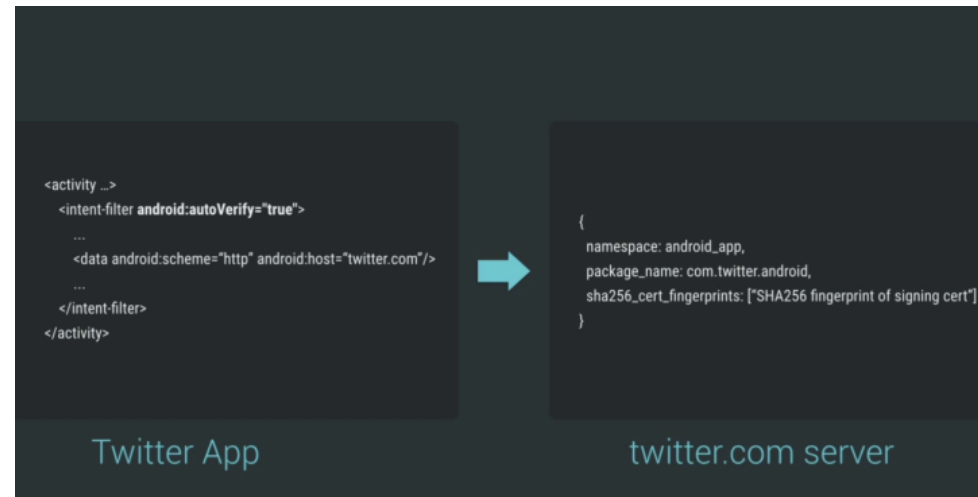 <activity ...>
<intent-filter android:autoVerify="true">
...
<data android:scheme="http" android:host="twitter.com"/>
...
</intent-filter>
</activity>
Twitter App
{
namespace: android_app,
package_name: com.twitter.android,
sha256_cert_fingerprints: ["SHA256 fingerprint of signing cert"]
}
twitter.com server